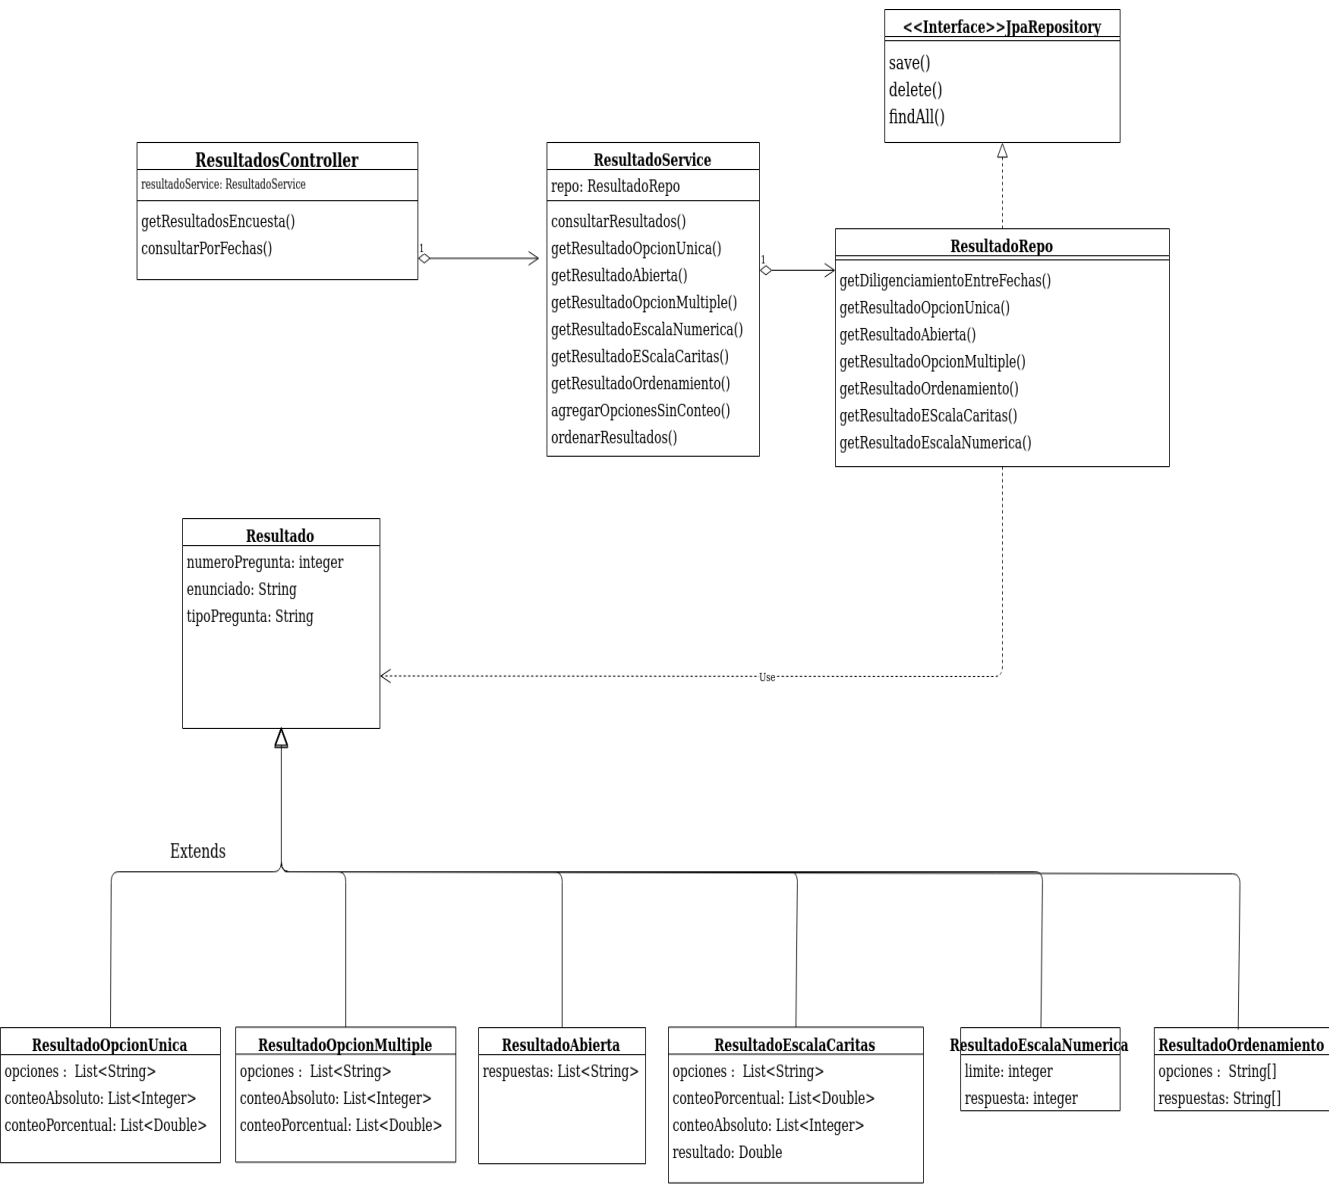 <<Interface>>JpaRepository
save()
delete()
findAll()
ResultadosController
resultadoService: ResultadoService
getResultadosEncuesta()
consultarPorFechas()
1
ResultadoService
repo: ResultadoRepo
consultarResultados()
getResultadoOpcionUnica()
getResultadoAbierta()
getResultadoOpcionMultiple()
getResultadoEscalaNumerica()
getResultadoEScalaCaritas()
getResultadoOrdenamiento()
agregarOpcionesSinConteo()
ordenarResultados()
1
ResultadoRepo
getDiligenciamientoEntreFechas()
getResultadoOpcionUnica()
getResultadoAbierta()
getResultadoOpcionMultiple()
getResultadoOrdenamiento()
getResultadoEScalaCaritas()
getResultadoEscalaNumerica()
Resultado
numeroPregunta: integer
enunciado: String
tipoPregunta: String
Use
Extends
ResultadoOpcionUnica
opciones : List<String>
conteoAbsoluto: List<Integer>
conteoPorcentual: List<Double>
ResultadoOpcionMultiple
opciones : List<String>
conteoAbsoluto: List<Integer>
conteoPorcentual: List<Double>
ResultadoAbierta
respuestas: List<String>
ResultadoEscalaCaritas
opciones : List<String>
conteoPorcentual: List<Double>
conteoAbsoluto: List<Integer>
resultado: Double
ResultadoEscalaNumerica
limite: integer
respuesta: integer
ResultadoOrdenamiento
opciones : String[]
respuestas: String[]